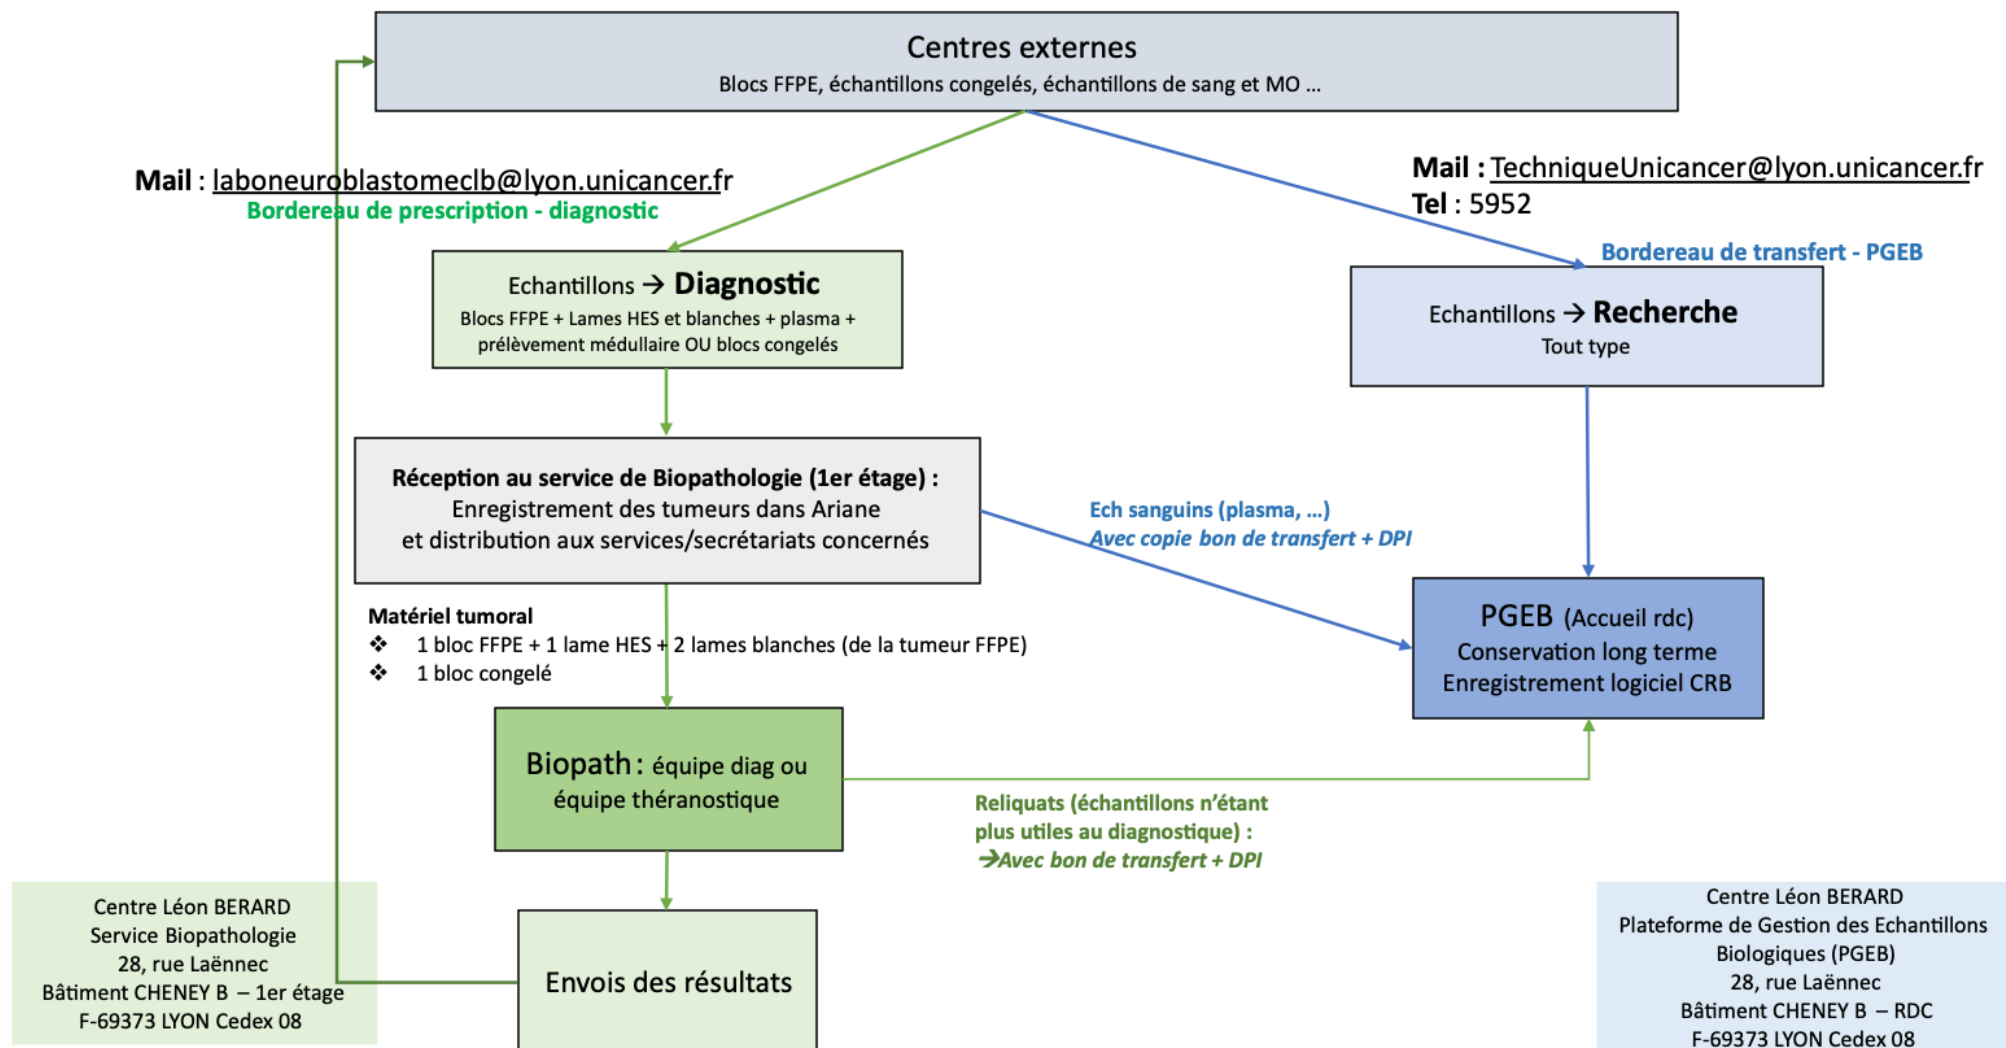 Centres externes
Blocs FFPE, échantillons congelés, échantillons de sang et MO ...
Mail : laboneuroblastomeclb@lyon.unicancer.fr
Bordereau de prescription - diagnostic
Mail : TechniqueUnicancer@lyon.unicancer.fr
Tel : 5952
Bordereau de transfert - PGEB
Echantillons → Diagnostic
Blocs FFPE + Lames HES et blanches + plasma +
prélèvement médullaire OU blocs congelés
Echantillons → Recherche
Tout type
Réception au service de Biopathologie (1er étage) :
Enregistrement des tumeurs dans Ariane
et distribution aux services/secrétariats concernés
Ech sanguins (plasma, ...)
Avec copie bon de transfert + DPI
Matériel tumoral
❖ 1 bloc FFPE + 1 lame HES + 2 lames blanches (de la tumeur FFPE)
❖ 1 bloc congelé
PGEB (Accueil rdc)
Conservation long terme
Enregistrement logiciel CRB
Biopath : équipe diag ou
équipe théranostique
Reliquats (échantillons n'étant
plus utiles au diagnostique) :
→Avec bon de transfert + DPI
Envois des résultats
Centre Léon BERARD
Service Biopathologie
28, rue Laënnec
Bâtiment CHENEY B – 1er étage
F-69373 LYON Cedex 08
Centre Léon BERARD
Plateforme de Gestion des Echantillons
Biologiques (PGEB)
28, rue Laënnec
Bâtiment CHENEY B – RDC
F-69373 LYON Cedex 08